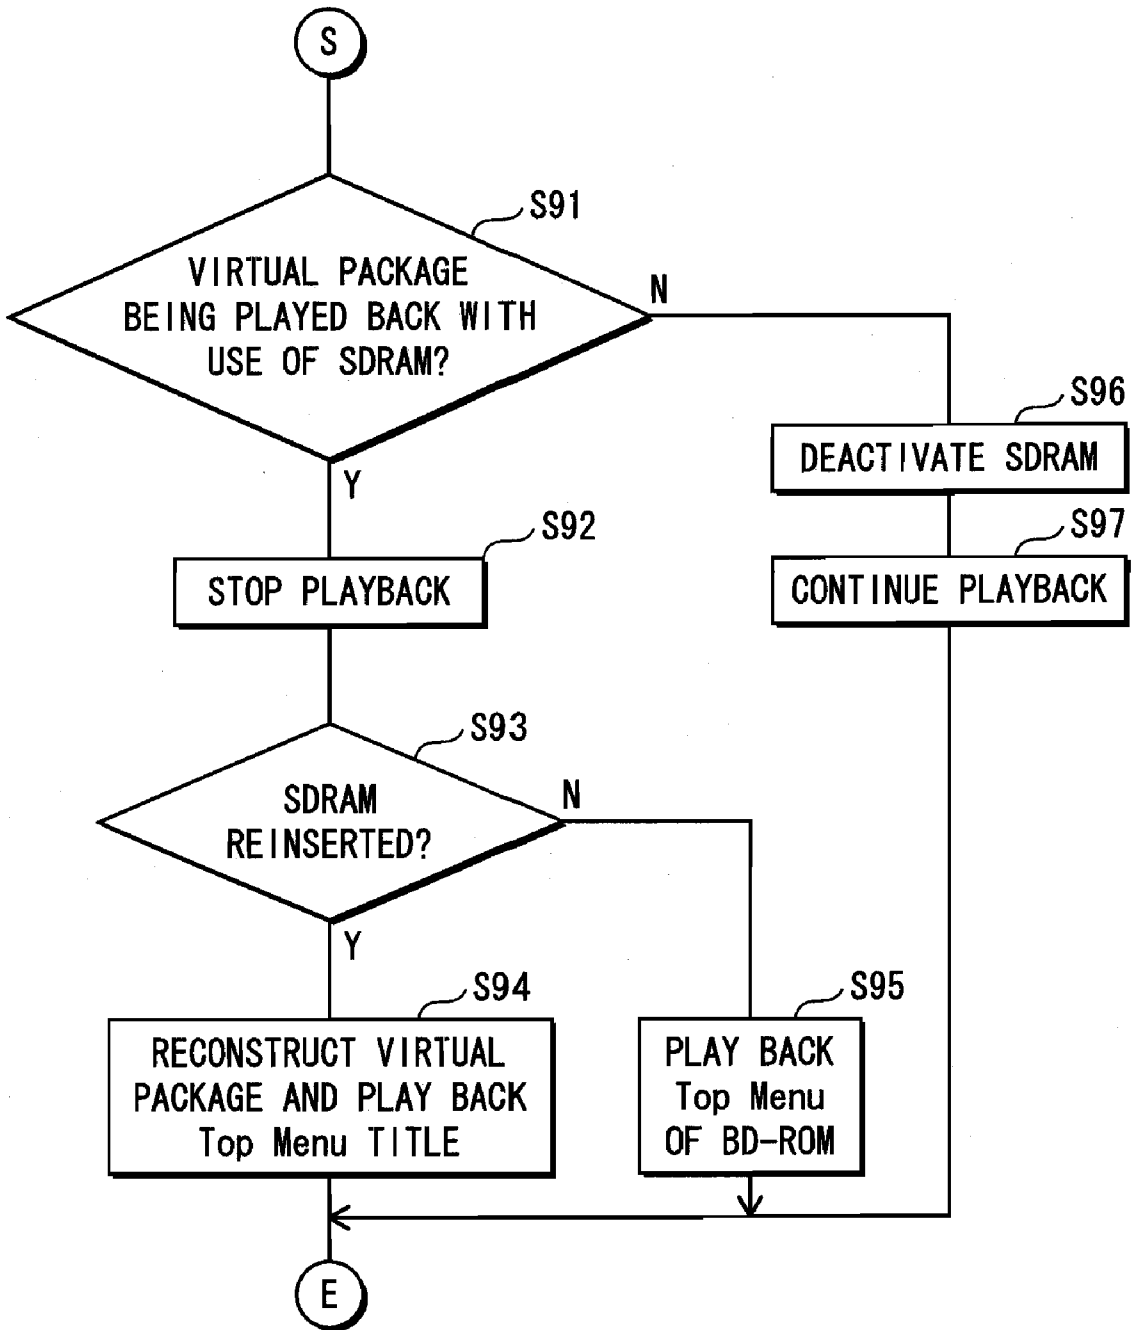 S
S91
VIRTUAL PACKAGE
BEING PLAYED BACK WITH
USE OF SDRAM?
N
Y
S96
DEACTIVATE SDRAM
S92
STOP PLAYBACK
S97
CONTINUE PLAYBACK
S93
SDRAM
REINSERTED?
N
Y
S94
RECONSTRUCT VIRTUAL
PACKAGE AND PLAY BACK
Top Menu TITLE
S95
PLAY BACK
Top Menu
OF BD-ROM
E